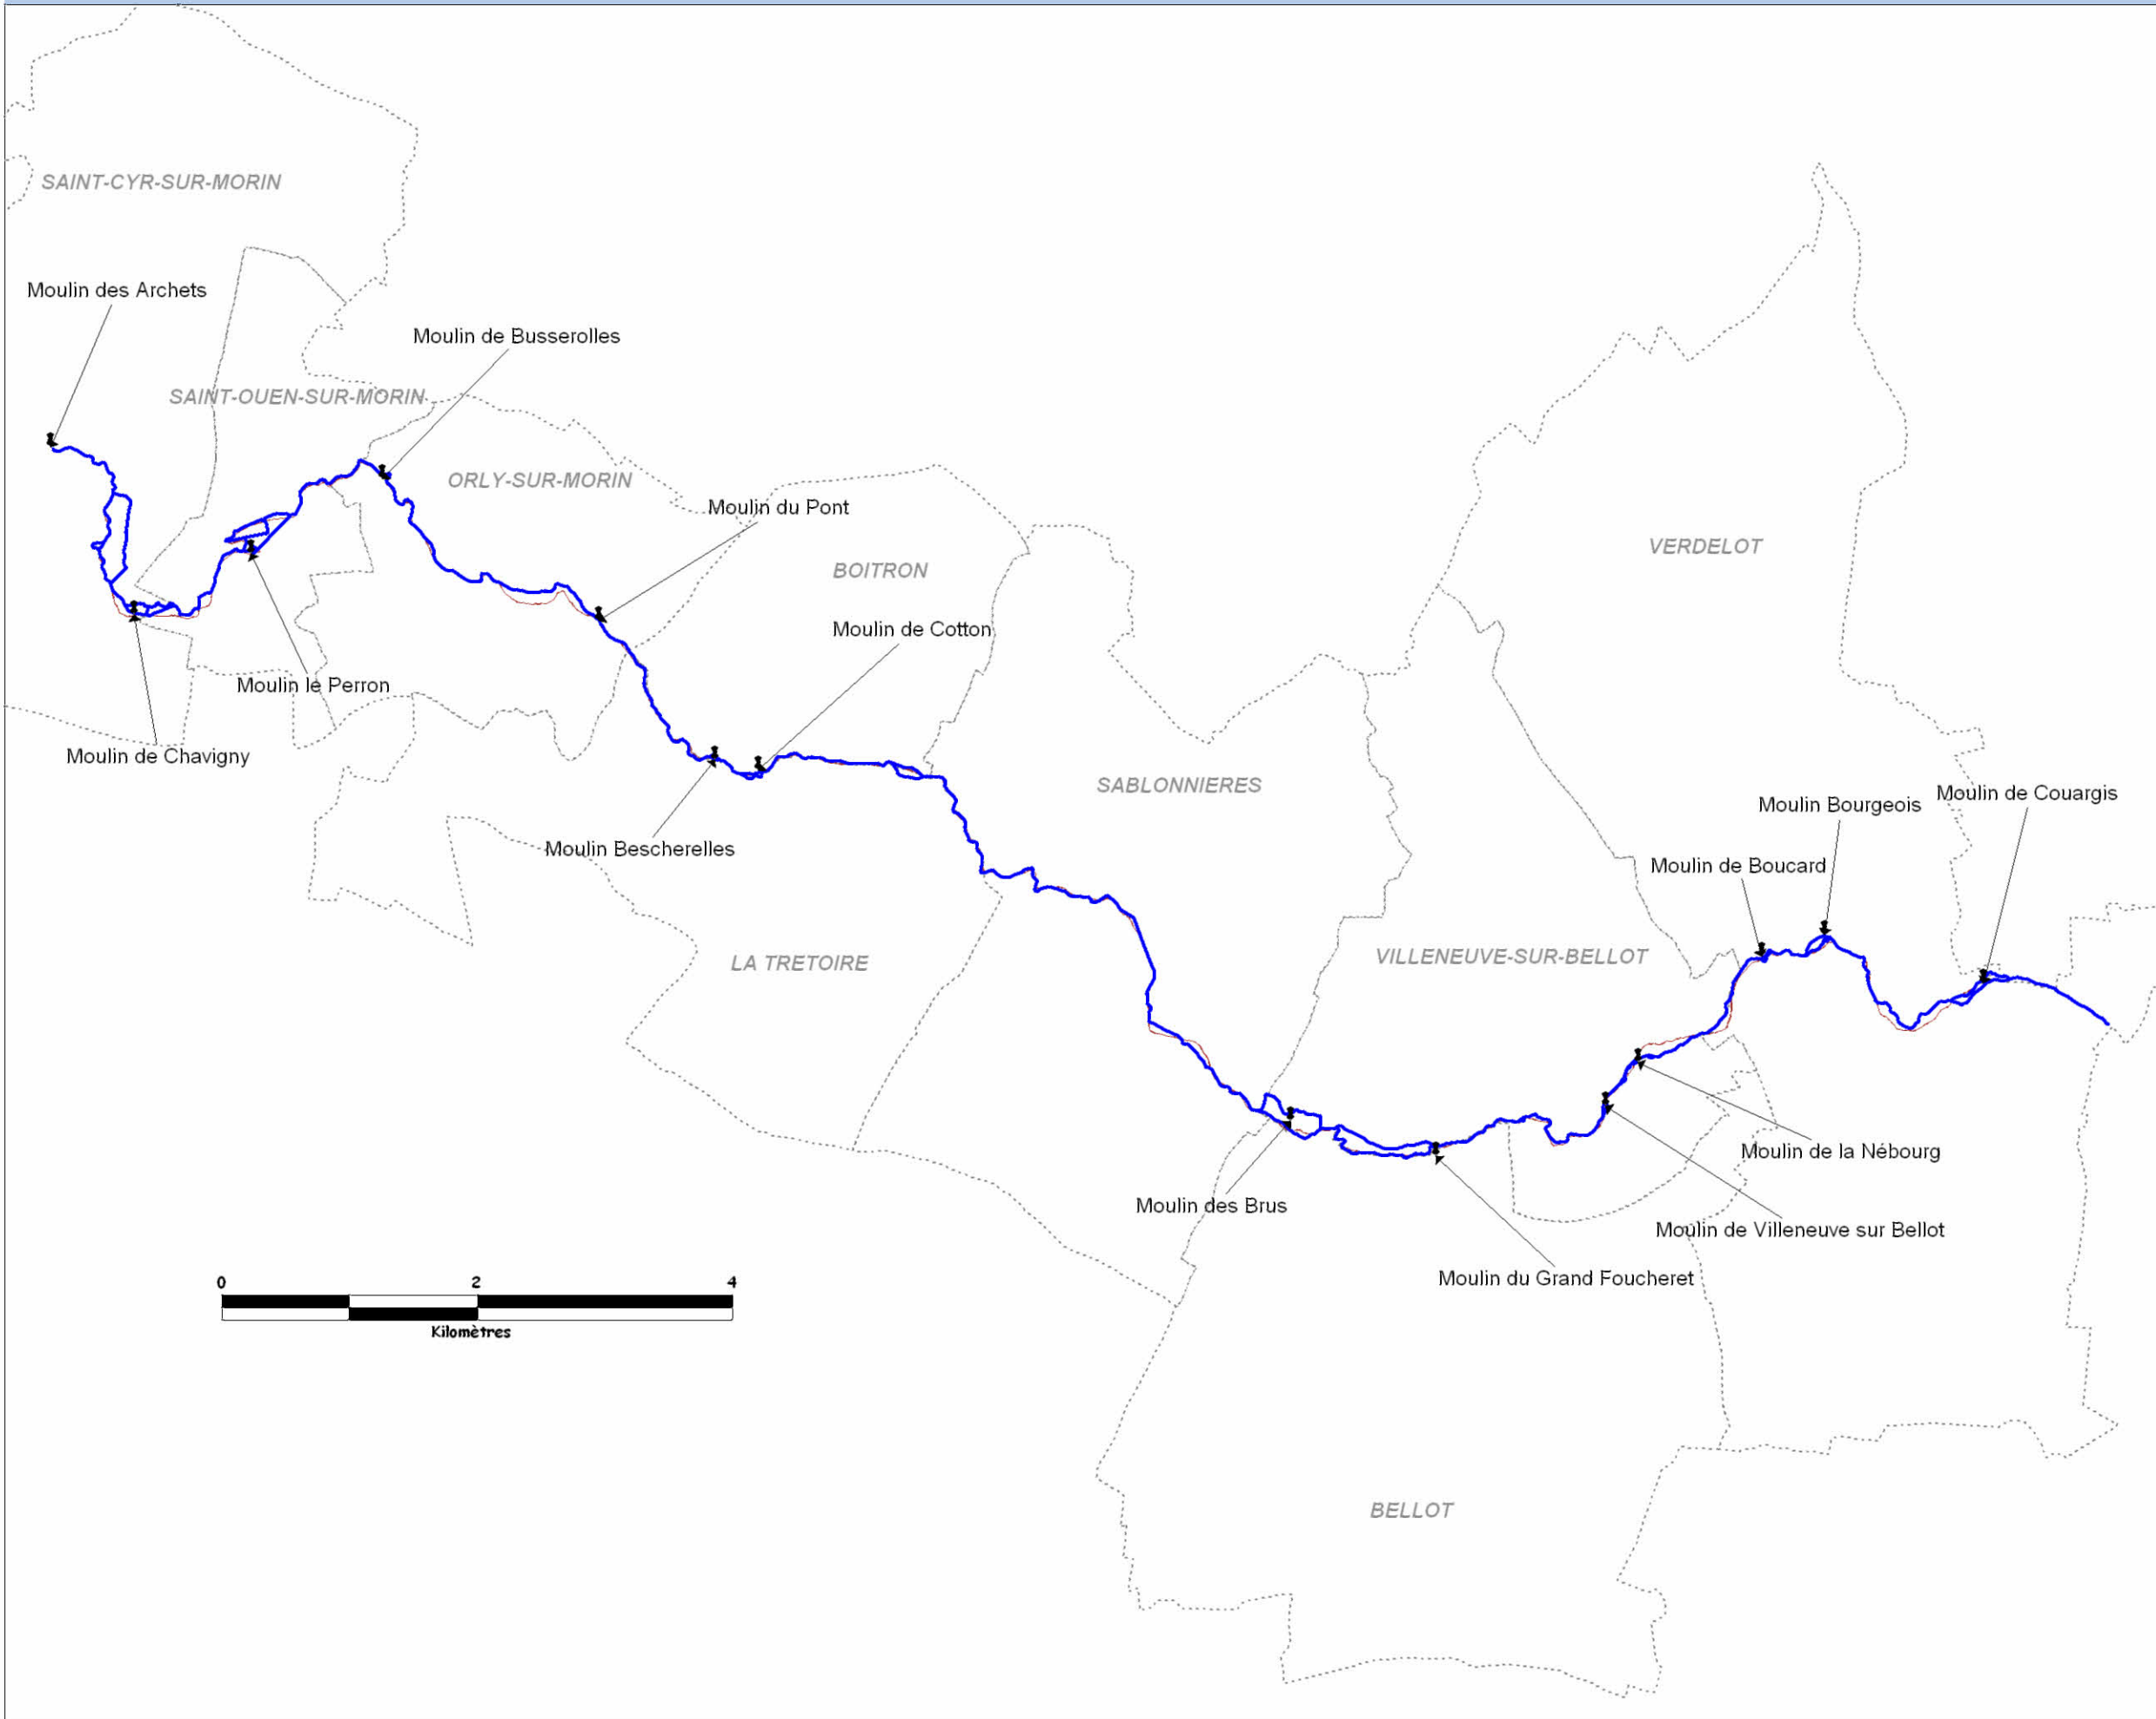 SAINT-CYR-SUR-MORIN
Moulin des Archets
Moulin de Busserolles
SAINT-OUEN-SUR-MORIN
ORLY-SUR-MORIN
Moulin du Pont
VERDELOT
BOITRON
Moulin de Cotton
Moulin le Perron
Moulin de Chavigny
SABLONNIERES
Moulin de Couargis
Moulin Bourgeois
Moulin Bescherelles
Moulin de Boucard
VILLENEUVE-SUR-BELLOT
LA TRETOIRE
Moulin de la Nébourg
Moulin des Brus
Moulin de Villeneuve sur Bellot
Moulin du Grand Foucheret
0 2 4
Kilomètres
BELLOT